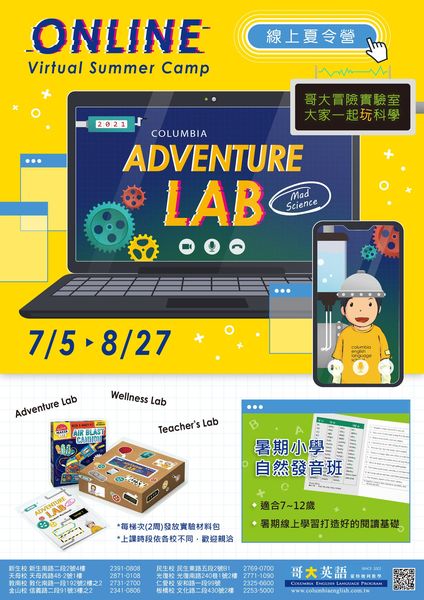 ONLINE
Virtual Summer Camp
線上夏令營
哥大冒險實驗室
大家一起玩科學
2021
COLUMBIA
ADVENTURE
LAB
Mad
Science
columbia
english
language
7/5 ▸ 8/27
Adventure Lab
Wellness Lab
Teacher's Lab
AIR BLAST
CANNON
ADVENTURE
LAB
*每梯次(2周)發放實驗材料包
*上課時段依各校不同，歡迎親洽
暑期小學
自然發音班
適合7~12歲
暑期線上學習打造好的閱讀基礎
新生校 新生南路二段2號4樓 2391-0808
天母校 天母西路48-2號1樓 2871-0108
敦南校 敦化南路一段192號2樓之2 2731-2700
金山校 信義路二段91號3樓之2 2341-0808
民生校 民生東路五段2號B1 2769-0700
光復校 光復南路240巷1號2樓 2771-1090
仁愛校 安和路一段99號 2325-6600
板橋校 文化路二段240號3樓 2253-5000
哥大英語
SINCE 2001
COLUMBIA ENGLISH LANGUAGE PROGRAM
www.columbiaenglish.com.tw